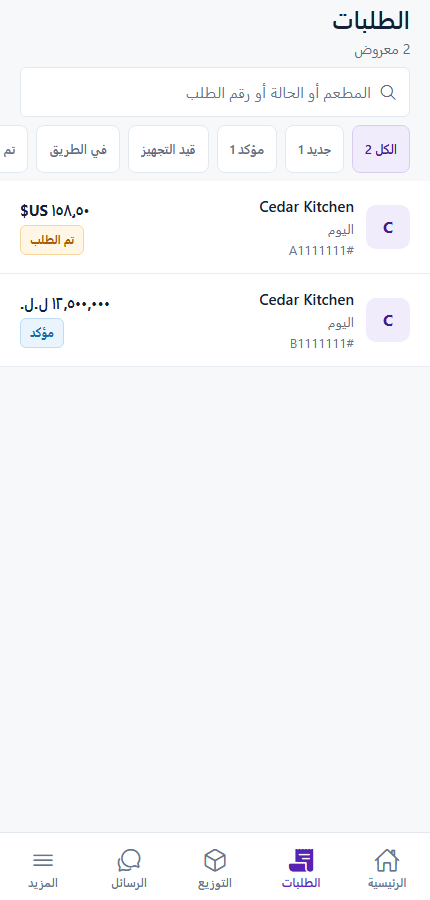 الطلبات
2 معروض
المطعم أو الحالة أو رقم الطلب
الكل 2
جديد 1
مؤكد 1
قيد التجهيز
في الطريق
تم
C
Cedar Kitchen
اليوم
#A1111111
١٥٨٫٥٠ US$
تم الطلب
C
Cedar Kitchen
اليوم
#B1111111
١٢٬٥٠٠٬٠٠٠ ل.ل.
مؤكد
الرئيسية
الطلبات
التوزيع
الرسائل
المزيد